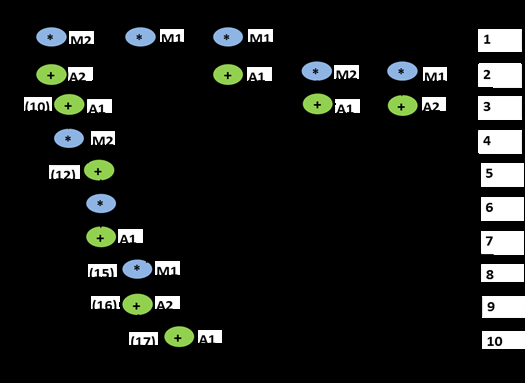 * M2 * M1 * M1 1
+ A2 + A1 * M2 * M1 2
(10) + A1 + A1 + A2 3
* M2 4
(12) + 5
* 6
+ A1 7
(15) * M1 8
(16) + A2 9
(17) + A1 10